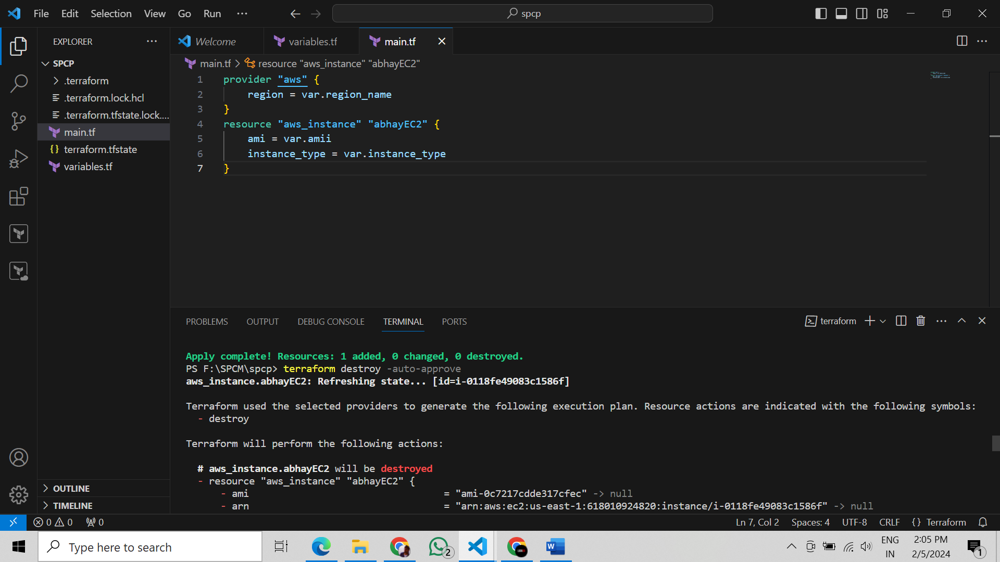 File Edit Selection View Go Run ···
spcp
EXPLORER
SPCP
.terraform
.terraform.lock.hcl
.terraform.tfstate.lock....
main.tf
terraform.tfstate
variables.tf
OUTLINE
TIMELINE
Welcome variables.tf main.tf
main.tf > resource "aws_instance" "abhayEC2"
1 provider "aws" {
2 region = var.region_name
3 }
4 resource "aws_instance" "abhayEC2" {
5 ami = var.amii
6 instance_type = var.instance_type
7 }
PROBLEMS OUTPUT DEBUG CONSOLE TERMINAL PORTS
terraform
Apply complete! Resources: 1 added, 0 changed, 0 destroyed.
PS F:\SPCM\spcp> terraform destroy -auto-approve
aws_instance.abhayEC2: Refreshing state... [id=i-0118fe49083c1586f]
Terraform used the selected providers to generate the following execution plan. Resource actions are indicated with the following symbols:
- destroy
Terraform will perform the following actions:
# aws_instance.abhayEC2 will be destroyed
- resource "aws_instance" "abhayEC2" {
- ami = "ami-0c7217cdde317cfec" -> null
- arn = "arn:aws:ec2:us-east-1:618010924820:instance/i-0118fe49083c1586f" -> null
0 0 0 Ln 7, Col 2 Spaces: 4 UTF-8 CRLF {} Terraform
Type here to search
2
W
ENG
IN
2:05 PM
2/5/2024
1